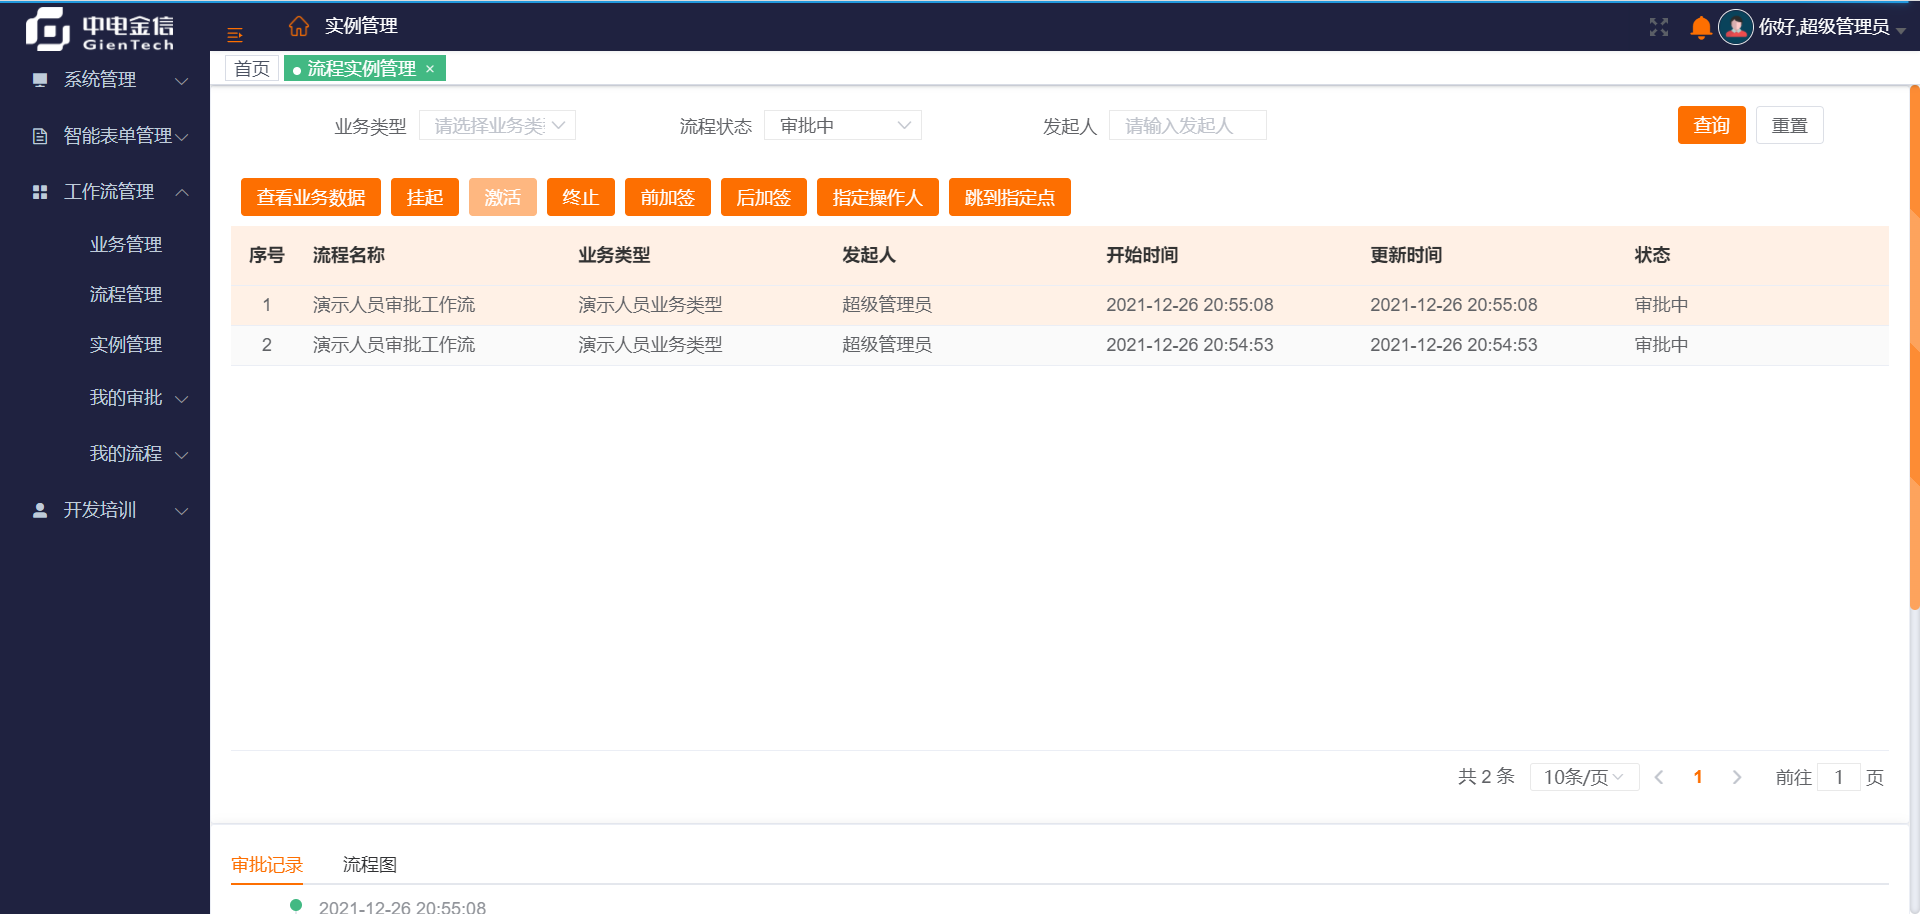 中电金信
GienTech
实例管理
你好,超级管理员
首页
流程实例管理 ×
系统管理
智能表单管理
工作流管理
业务管理
流程管理
实例管理
我的审批
我的流程
开发培训
业务类型 请选择业务类 流程状态 审批中 发起人 请输入发起人 查询 重置
查看业务数据 挂起 激活 终止 前加签 后加签 指定操作人 跳到指定点
序号 流程名称 业务类型 发起人 开始时间 更新时间 状态
1 演示人员审批工作流 演示人员业务类型 超级管理员 2021-12-26 20:55:08 2021-12-26 20:55:08 审批中
2 演示人员审批工作流 演示人员业务类型 超级管理员 2021-12-26 20:54:53 2021-12-26 20:54:53 审批中
共 2 条 10条/页 1 前往 1 页
审批记录 流程图
2021-12-26 20:55:08